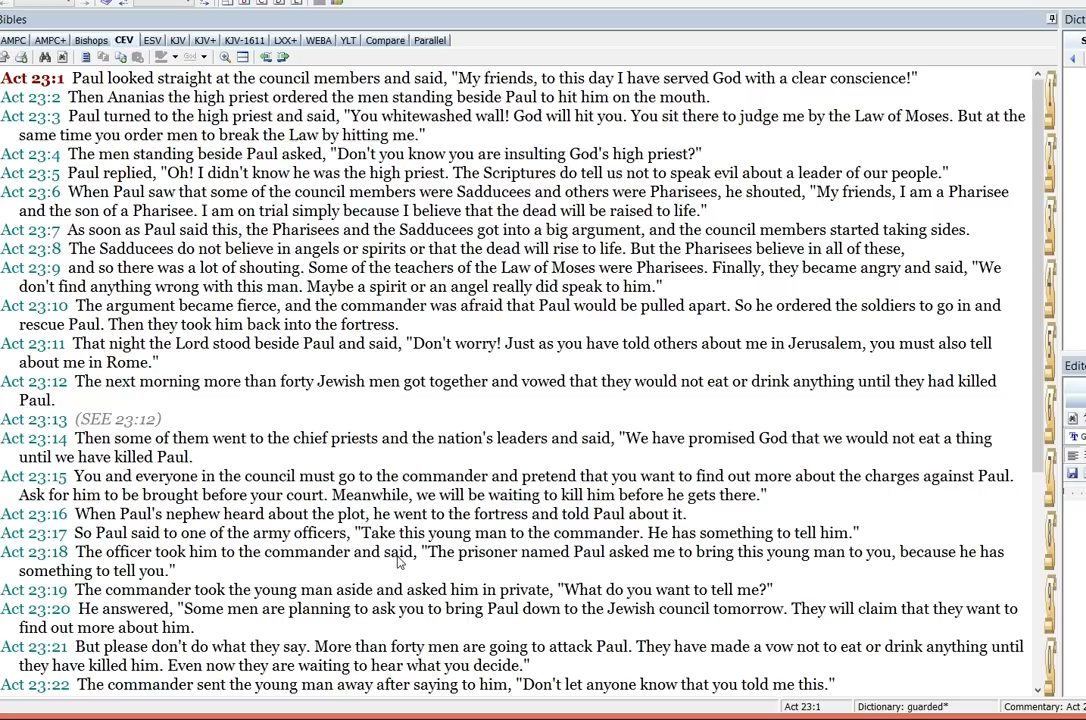 Bibles
Dict
AMPC AMPC+ Bishops CEV ESV KJV KJV+ KJV-1611 LXX+ WEBA YLT Compare Parallel
Act 23:1 Paul looked straight at the council members and said, "My friends, to this day I have served God with a clear conscience!"
Act 23:2 Then Ananias the high priest ordered the men standing beside Paul to hit him on the mouth.
Act 23:3 Paul turned to the high priest and said, "You whitewashed wall! God will hit you. You sit there to judge me by the Law of Moses. But at the
same time you order men to break the Law by hitting me."
Act 23:4 The men standing beside Paul asked, "Don't you know you are insulting God's high priest?"
Act 23:5 Paul replied, "Oh! I didn't know he was the high priest. The Scriptures do tell us not to speak evil about a leader of our people."
Act 23:6 When Paul saw that some of the council members were Sadducees and others were Pharisees, he shouted, "My friends, I am a Pharisee
and the son of a Pharisee. I am on trial simply because I believe that the dead will be raised to life."
Act 23:7 As soon as Paul said this, the Pharisees and the Sadducees got into a big argument, and the council members started taking sides.
Act 23:8 The Sadducees do not believe in angels or spirits or that the dead will rise to life. But the Pharisees believe in all of these,
Act 23:9 and so there was a lot of shouting. Some of the teachers of the Law of Moses were Pharisees. Finally, they became angry and said, "We
don't find anything wrong with this man. Maybe a spirit or an angel really did speak to him."
Act 23:10 The argument became fierce, and the commander was afraid that Paul would be pulled apart. So he ordered the soldiers to go in and
rescue Paul. Then they took him back into the fortress.
Act 23:11 That night the Lord stood beside Paul and said, "Don't worry! Just as you have told others about me in Jerusalem, you must also tell
about me in Rome."
Act 23:12 The next morning more than forty Jewish men got together and vowed that they would not eat or drink anything until they had killed
Paul.
Act 23:13 (SEE 23:12)
Act 23:14 Then some of them went to the chief priests and the nation's leaders and said, "We have promised God that we would not eat a thing
until we have killed Paul.
Act 23:15 You and everyone in the council must go to the commander and pretend that you want to find out more about the charges against Paul.
Ask for him to be brought before your court. Meanwhile, we will be waiting to kill him before he gets there."
Act 23:16 When Paul's nephew heard about the plot, he went to the fortress and told Paul about it.
Act 23:17 So Paul said to one of the army officers, "Take this young man to the commander. He has something to tell him."
Act 23:18 The officer took him to the commander and said, "The prisoner named Paul asked me to bring this young man to you, because he has
something to tell you."
Act 23:19 The commander took the young man aside and asked him in private, "What do you want to tell me?"
Act 23:20 He answered, "Some men are planning to ask you to bring Paul down to the Jewish council tomorrow. They will claim that they want to
find out more about him.
Act 23:21 But please don't do what they say. More than forty men are going to attack Paul. They have made a vow not to eat or drink anything until
they have killed him. Even now they are waiting to hear what you decide."
Act 23:22 The commander sent the young man away after saying to him, "Don't let anyone know that you told me this."
Edite
Act 23:1 Dictionary: guarded* Commentary: Act 2